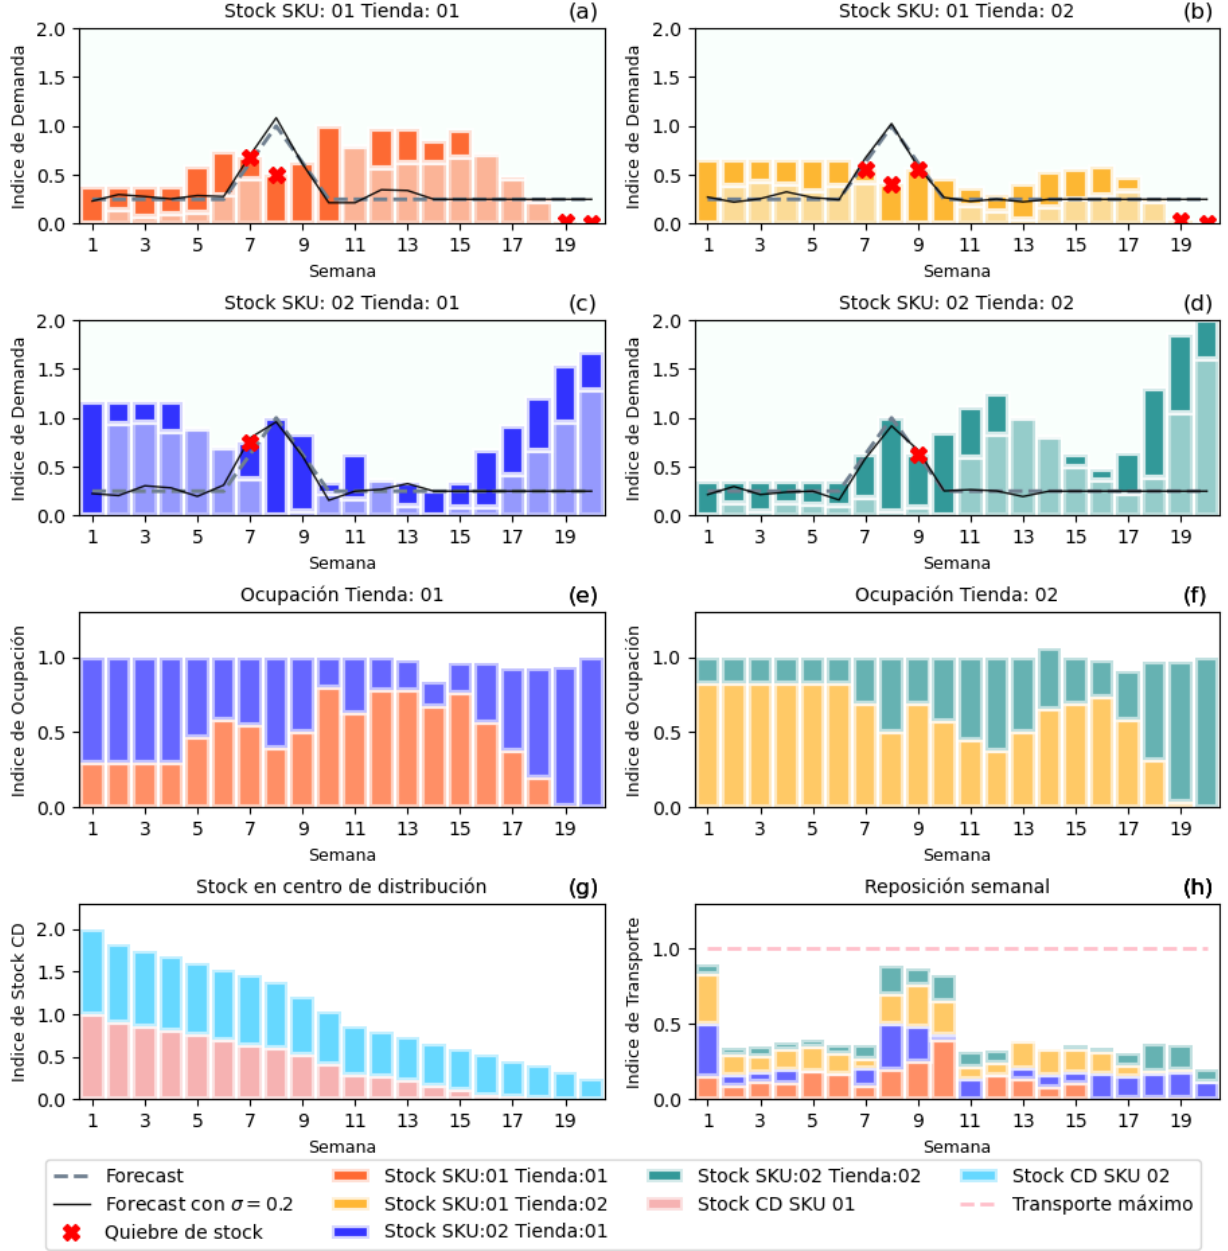 Stock SKU: 01 Tienda: 01 (a)
Indice de Demanda
2.0
1.5
1.0
0.5
0.0
1 3 5 7 9 11 13 15 17 19
Semana
Stock SKU: 01 Tienda: 02 (b)
Indice de Demanda
2.0
1.5
1.0
0.5
0.0
1 3 5 7 9 11 13 15 17 19
Semana
Stock SKU: 02 Tienda: 01 (c)
Indice de Demanda
2.0
1.5
1.0
0.5
0.0
1 3 5 7 9 11 13 15 17 19
Semana
Stock SKU: 02 Tienda: 02 (d)
Indice de Demanda
2.0
1.5
1.0
0.5
0.0
1 3 5 7 9 11 13 15 17 19
Semana
Ocupación Tienda: 01 (e)
Indice de Ocupación
1.0
0.5
0.0
1 3 5 7 9 11 13 15 17 19
Semana
Ocupación Tienda: 02 (f)
Indice de Ocupación
1.0
0.5
0.0
1 3 5 7 9 11 13 15 17 19
Semana
Stock en centro de distribución (g)
Indice de Stock CD
2.0
1.5
1.0
0.5
0.0
1 3 5 7 9 11 13 15 17 19
Semana
Reposición semanal (h)
Indice de Transporte
1.0
0.5
0.0
1 3 5 7 9 11 13 15 17 19
Semana
Forecast
Forecast con σ = 0.2
Quiebre de stock
Stock SKU:01 Tienda:01
Stock SKU:01 Tienda:02
Stock SKU:02 Tienda:01
Stock SKU:02 Tienda:02
Stock CD SKU 01
Stock CD SKU 02
Transporte máximo